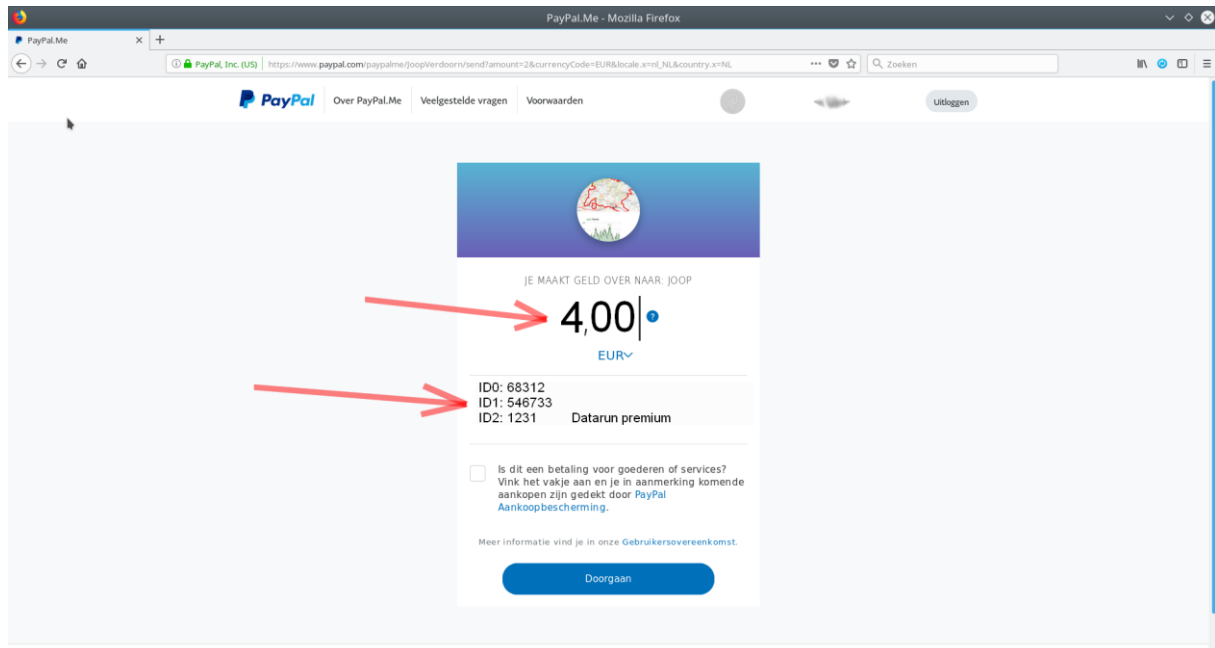 PayPal.Me - Mozilla Firefox
PayPal.Me
PayPal, Inc. (US) https://www.paypal.com/paypalme/JoopVerdoorn/send?amount=2&currencyCode=EUR&locale.x=nl_NL&country.x=NL
Zoeken
PayPal Over PayPal.Me Veelgestelde vragen Voorwaarden Uitloggen
JE MAAKT GELD OVER NAAR: JOOP
4,00 ?
EUR
ID0: 68312
ID1: 546733
ID2: 1231 Datarun premium
Is dit een betaling voor goederen of services?
Vink het vakje aan en je in aanmerking komende
aankopen zijn gedekt door PayPal
Aankoopbescherming.
Meer informatie vind je in onze Gebruikersovereenkomst.
Doorgaan